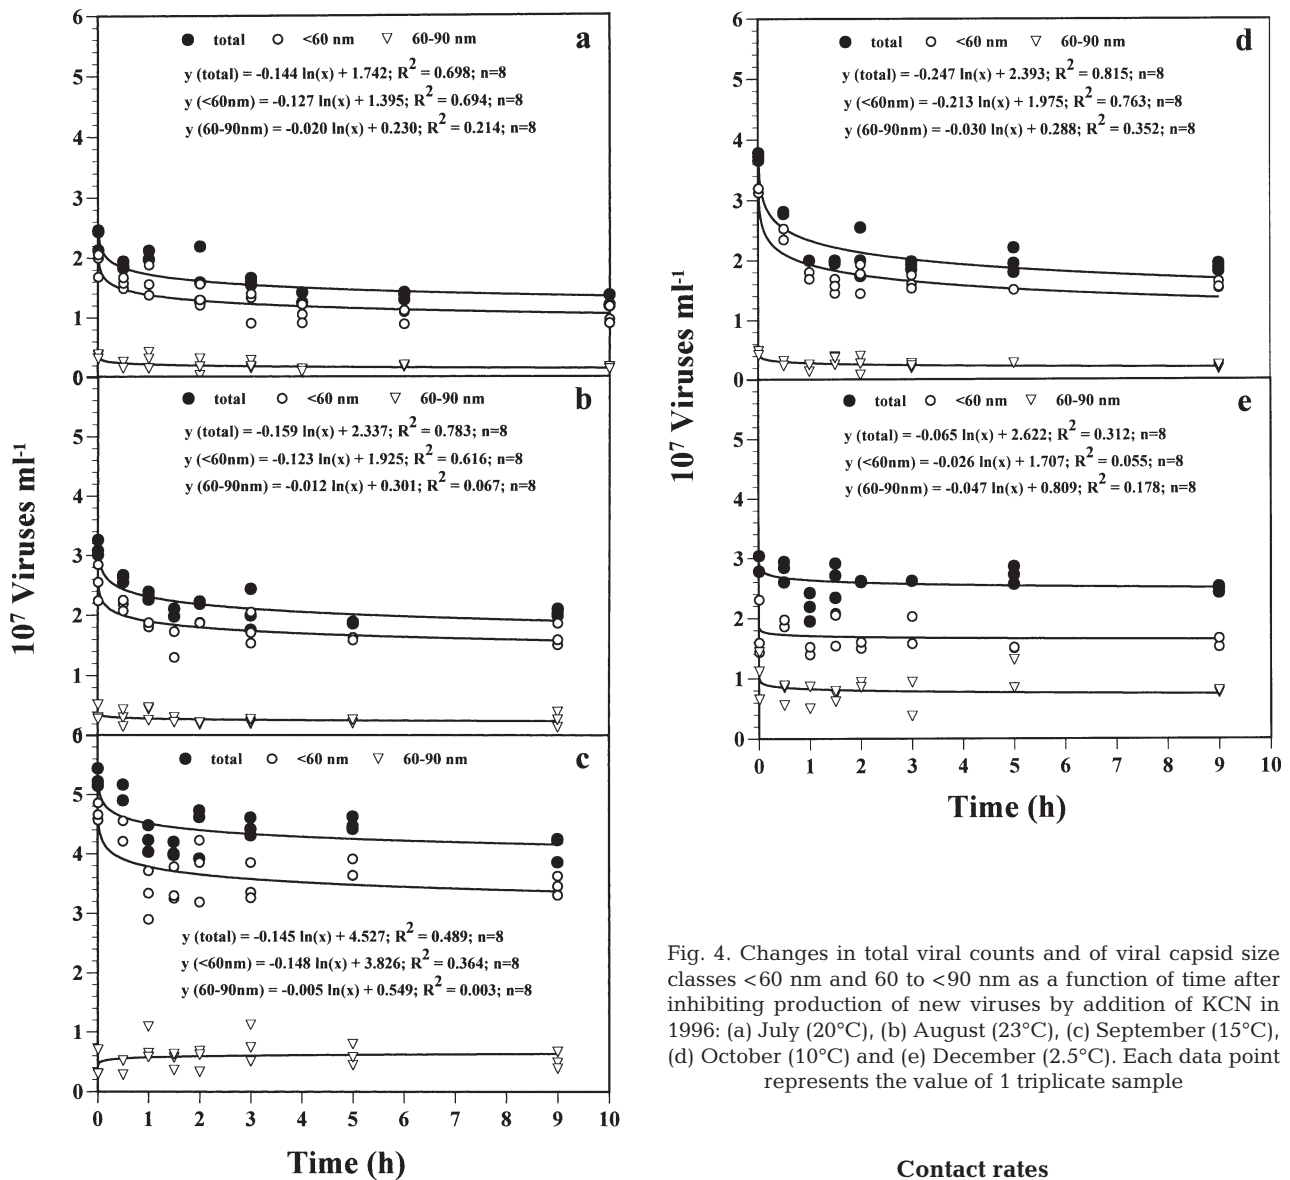 6
● total ○ <60 nm ▽ 60-90 nm a
y (total) = -0.144 ln(x) + 1.742; R² = 0.698; n=8
y (<60nm) = -0.127 ln(x) + 1.395; R² = 0.694; n=8
y (60-90nm) = -0.020 ln(x) + 0.230; R² = 0.214; n=8
5
4
3
2
1
0
● total ○ <60 nm ▽ 60-90 nm b
y (total) = -0.159 ln(x) + 2.337; R² = 0.783; n=8
y (<60nm) = -0.123 ln(x) + 1.925; R² = 0.616; n=8
y (60-90nm) = -0.012 ln(x) + 0.301; R² = 0.067; n=8
5
4
3
2
1
0
10⁷ Viruses ml⁻¹
● total ○ <60 nm ▽ 60-90 nm c
5
4
3
y (total) = -0.145 ln(x) + 4.527; R² = 0.489; n=8
y (<60nm) = -0.148 ln(x) + 3.826; R² = 0.364; n=8
y (60-90nm) = -0.005 ln(x) + 0.549; R² = 0.003; n=8
2
1
0
0 1 2 3 4 5 6 7 8 9 10
Time (h)
6
● total ○ <60 nm ▽ 60-90 nm d
y (total) = -0.247 ln(x) + 2.393; R² = 0.815; n=8
y (<60nm) = -0.213 ln(x) + 1.975; R² = 0.763; n=8
y (60-90nm) = -0.030 ln(x) + 0.288; R² = 0.352; n=8
5
4
3
2
1
0
10⁷ Viruses ml⁻¹
● total ○ <60 nm ▽ 60-90 nm e
y (total) = -0.065 ln(x) + 2.622; R² = 0.312; n=8
y (<60nm) = -0.026 ln(x) + 1.707; R² = 0.055; n=8
y (60-90nm) = -0.047 ln(x) + 0.809; R² = 0.178; n=8
5
4
3
2
1
0
0 1 2 3 4 5 6 7 8 9 10
Time (h)
Fig. 4. Changes in total viral counts and of viral capsid size
classes <60 nm and 60 to <90 nm as a function of time after
inhibiting production of new viruses by addition of KCN in
1996: (a) July (20°C), (b) August (23°C), (c) September (15°C),
(d) October (10°C) and (e) December (2.5°C). Each data point
represents the value of 1 triplicate sample
Contact rates